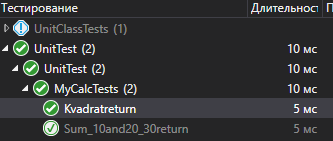 Тестирование Длительность
UnitClassTests (1)
UnitTest (2) 10 мс
UnitTest (2) 10 мс
MyCalcTests (2) 10 мс
Kvadratreturn 5 мс
Sum_10and20_30return 5 мс